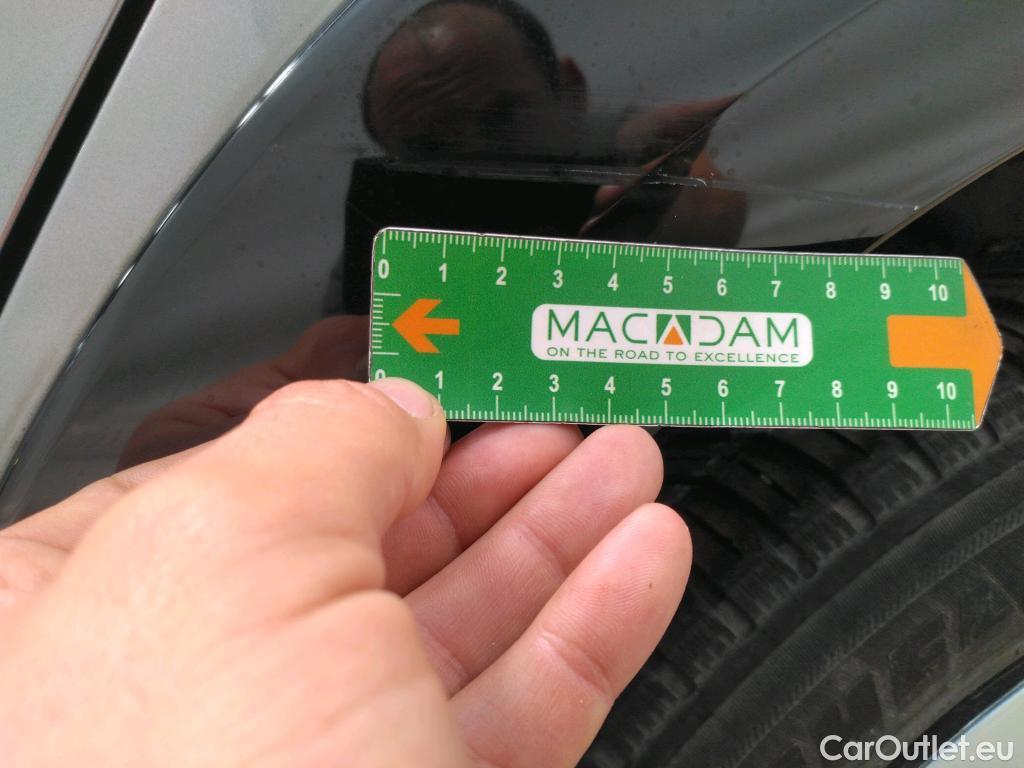 0 1 2 3 4 5 6 7 8 9 10
MACADAM
ON THE ROAD TO EXCELLENCE
0 1 2 3 4 5 6 7 8 9 10
CarOutlet.eu